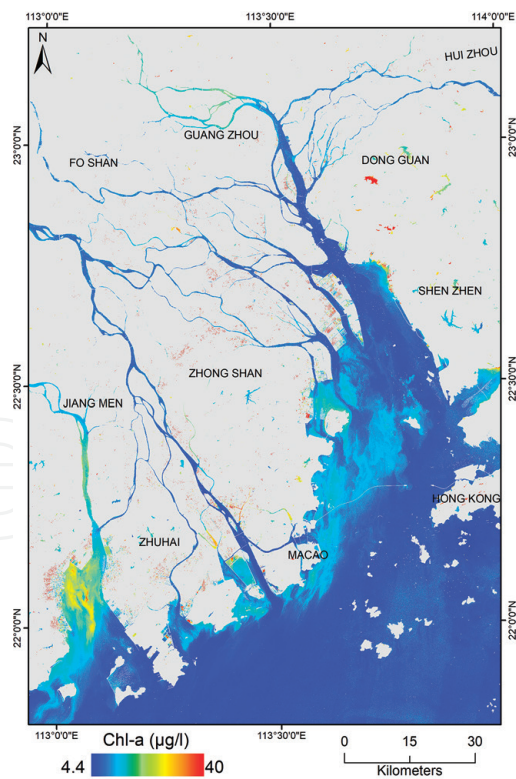 113°0'0"E 113°30'0"E 114°0'0"E
N
HUI ZHOU
23°0'0"N
GUANG ZHOU
23°0'0"N
FO SHAN
DONG GUAN
SHEN ZHEN
22°30'0"N
ZHONG SHAN
22°30'0"N
JIANG MEN
HONG-KONG
ZHUHAI
MACAO
22°0'0"N
22°0'0"N
113°0'0"E 113°30'0"E
Chl-a (µg/l)
4.4 40
0 15 30
Kilometers